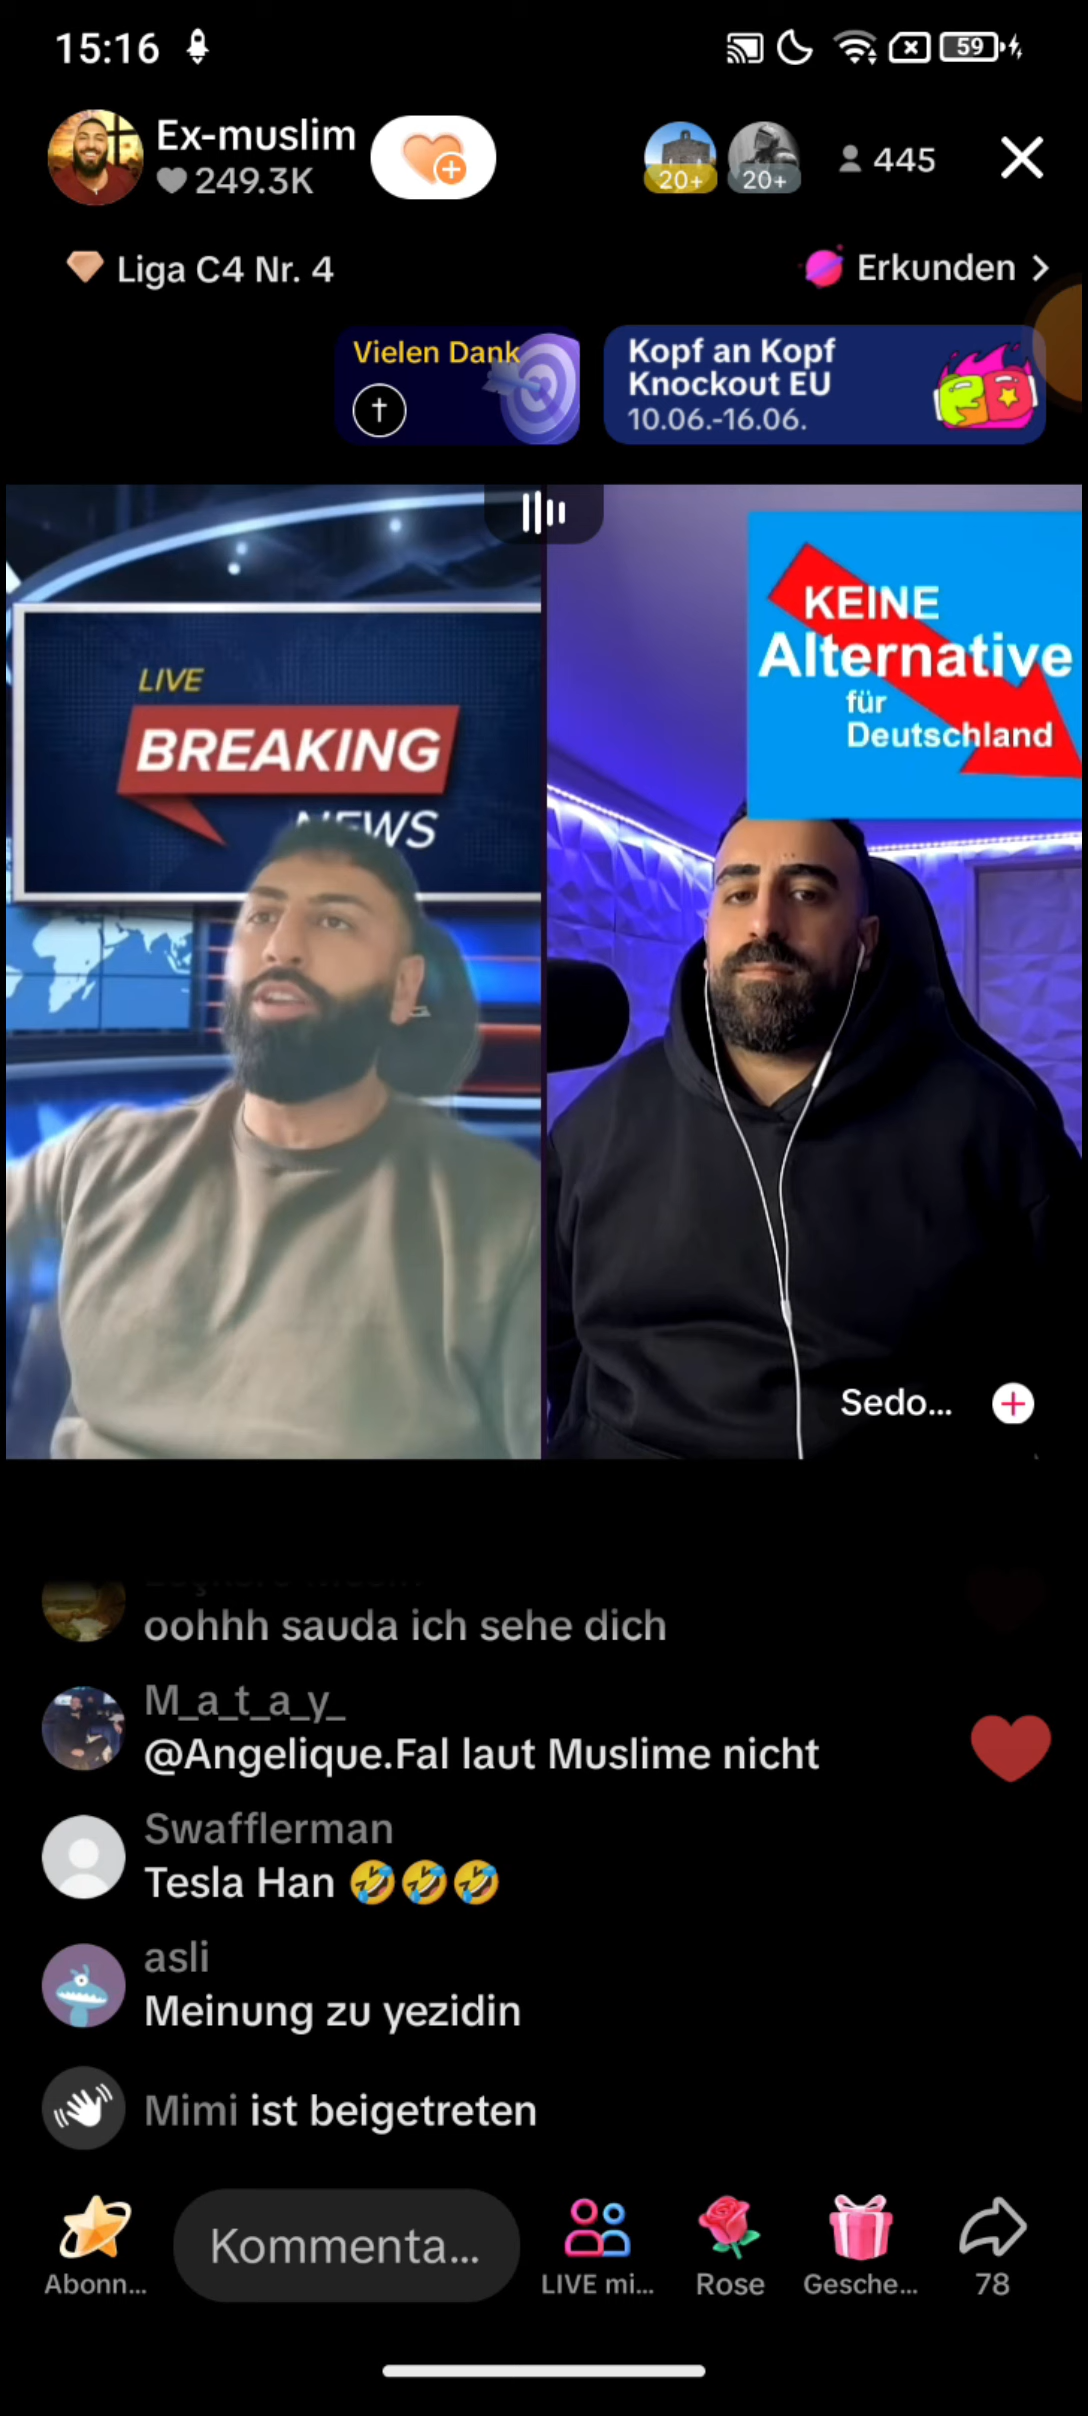 15:16
59
Ex-muslim
249.3K
20+
20+
445
Liga C4 Nr. 4
Erkunden >
Vielen Dank
Kopf an Kopf
Knockout EU
10.06.-16.06.
LIVE
BREAKING
NEWS
KEINE
Alternative
für
Deutschland
Sedo...
oohhh sauda ich sehe dich
M_a_t_a_y_
@Angelique.Fal laut Muslime nicht
Swafflerman
Tesla Han 🤣🤣🤣
asli
Meinung zu yezidin
Mimi ist beigetreten
Kommenta...
Abonn...
LIVE mi...
Rose
Gesche...
78